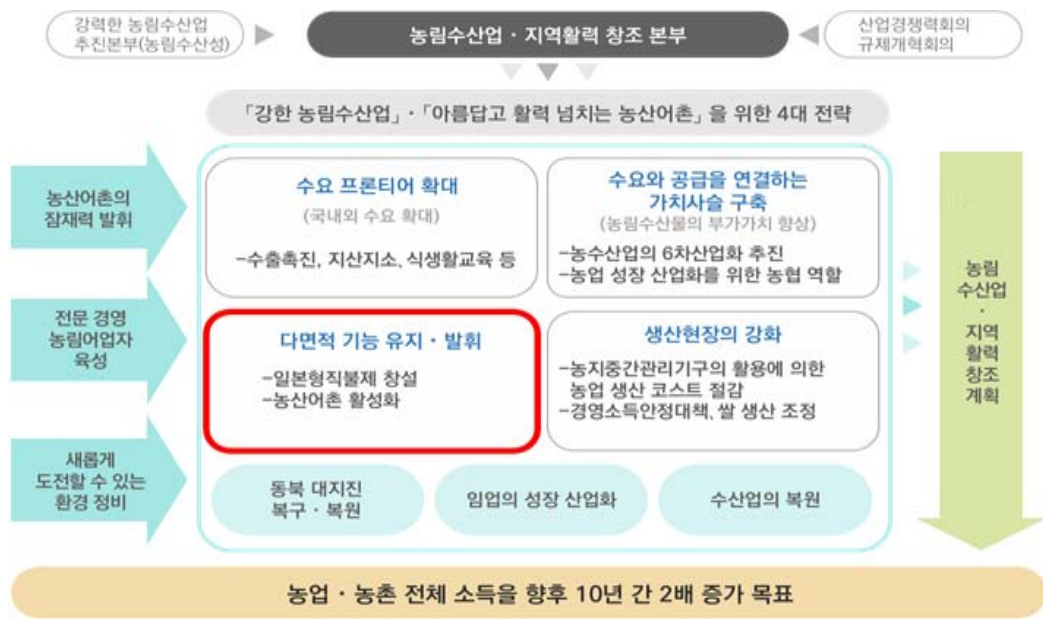 강력한 농림수산업
추진본부(농림수산성)
농림수산업 · 지역활력 창조 본부
산업경쟁력회의
규제개혁회의
「강한 농림수산업」·「아름답고 활력 넘치는 농산어촌」을 위한 4대 전략
농산어촌의
잠재력 발휘
수요 프론티어 확대
(국내외 수요 확대)
-수출촉진, 지산지소, 식생활교육 등
수요와 공급을 연결하는
가치사슬 구축
(농림수산물의 부가가치 향상)
-농수산업의 6차산업화 추진
-농업 성장 산업화를 위한 농협 역할
전문 경영
농림어업자
육성
다면적 기능 유지 · 발휘
-일본형직불제 창설
-농산어촌 활성화
생산현장의 강화
-농지중간관리기구의 활용에 의한
농업 생산 코스트 절감
-경영소득안정대책, 쌀 생산 조정
새롭게
도전할 수 있는
환경 정비
동북 대지진
복구 · 복원
임업의 성장 산업화
수산업의 복원
농림
수산업
·
지역
활력
창조
계획
농업 · 농촌 전체 소득을 향후 10년 간 2배 증가 목표